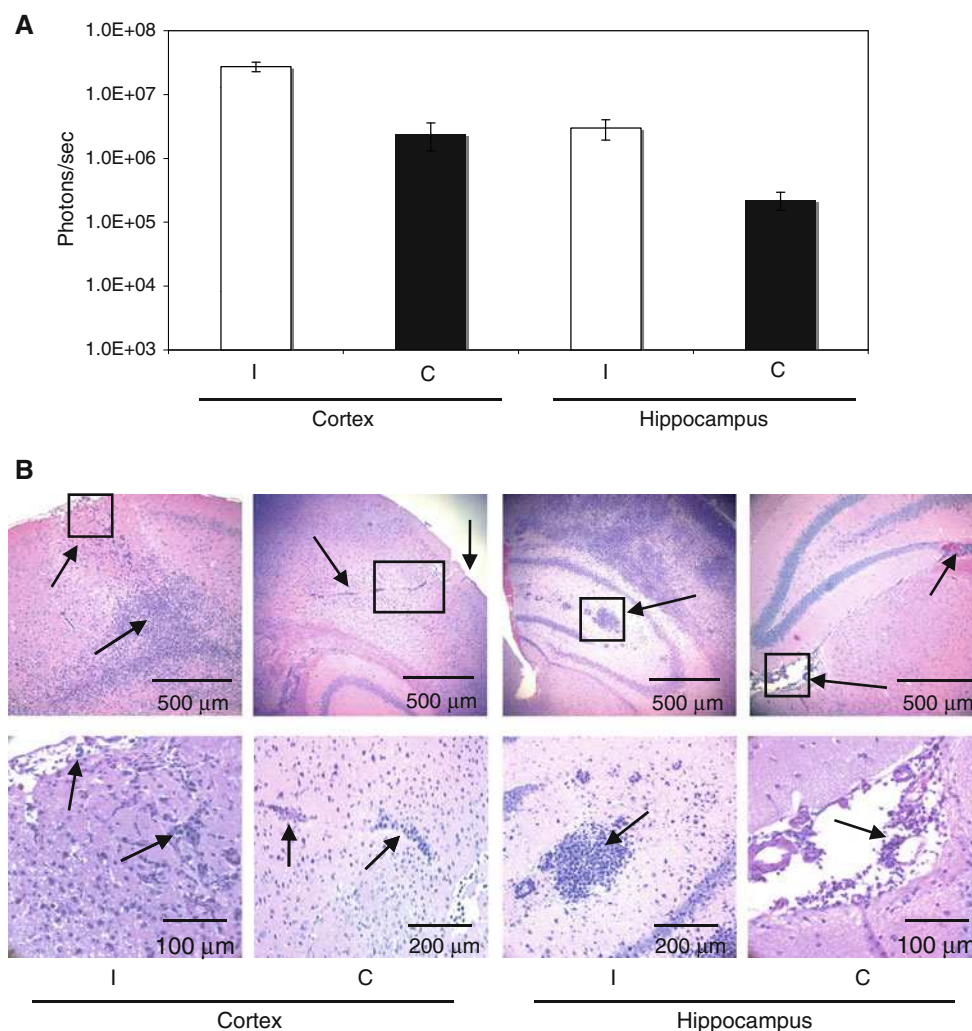 A
1.0E+08
1.0E+07
1.0E+06
1.0E+05
1.0E+04
1.0E+03
Photons/sec
I C I C
Cortex Hippocampus
B
500 μm 500 μm 500 μm 500 μm
100 μm 200 μm 200 μm 100 μm
I C I C
Cortex Hippocampus